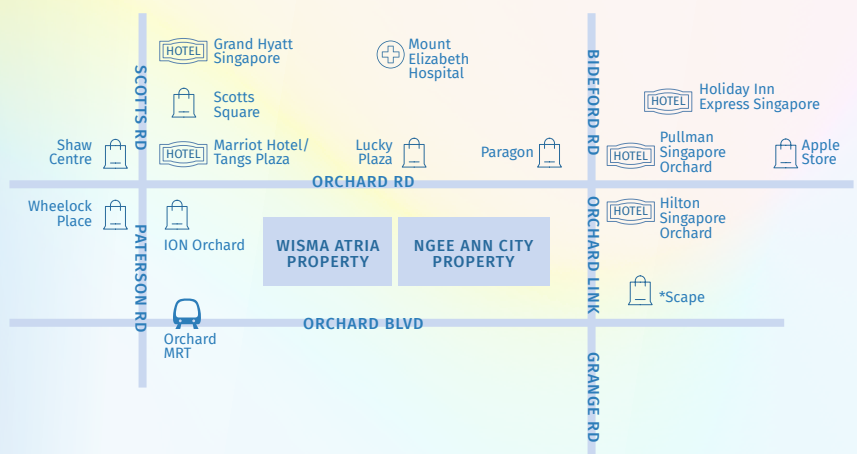 HOTEL
Grand Hyatt
Singapore
Mount
Elizabeth
Hospital
SCOTTS RD
BIDEFORD RD
Scotts
Square
HOTEL
Holiday Inn
Express Singapore
Shaw
Centre
HOTEL
Marriot Hotel/
Tangs Plaza
Lucky
Plaza
Paragon
HOTEL
Pullman
Singapore
Orchard
Apple
Store
ORCHARD RD
Wheelock
Place
PATERSON RD
ION Orchard
WISMA ATRIA
PROPERTY
NGEE ANN CITY
PROPERTY
ORCHARD LINK
HOTEL
Hilton
Singapore
Orchard
*Scape
ORCHARD BLVD
Orchard
MRT
GRANGE RD